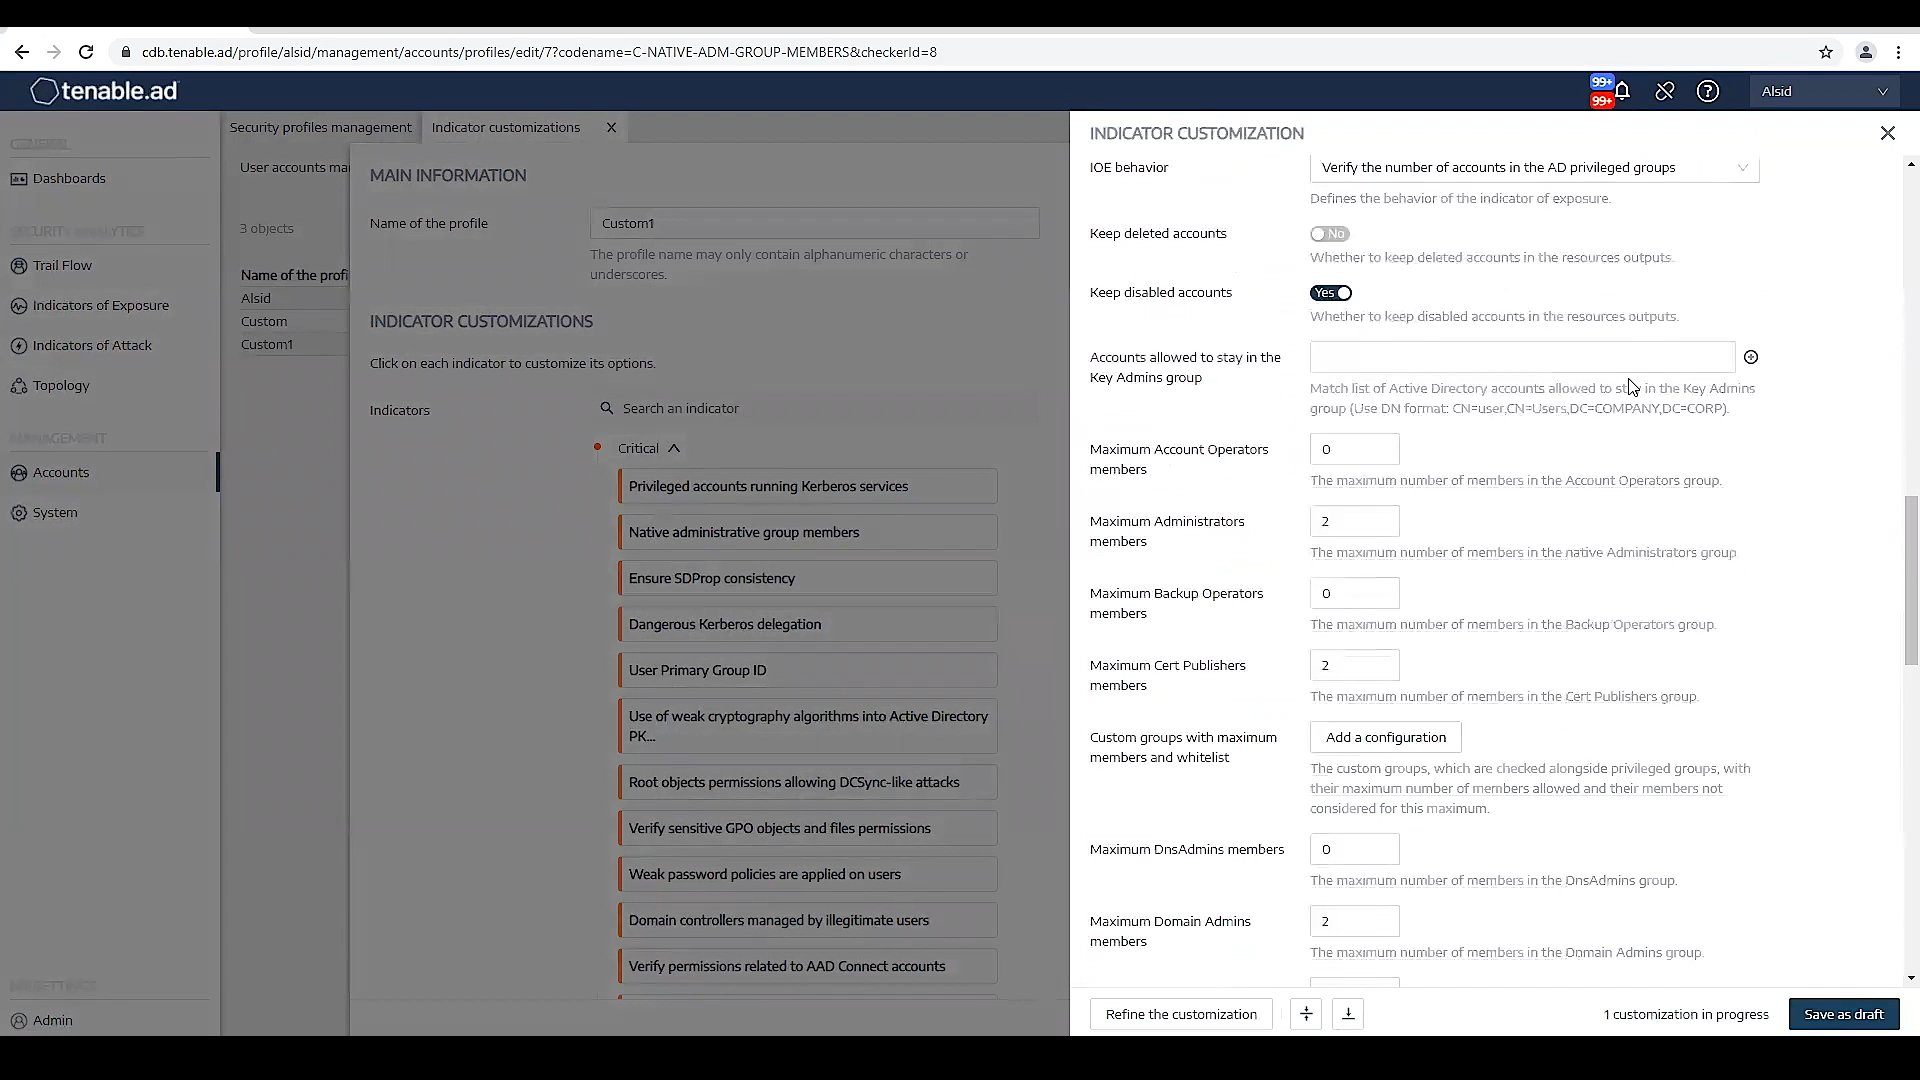 cdb.tenable.ad/profile/alsid/management/accounts/profiles/edit/7?codename=C-NATIVE-ADM-GROUP-MEMBERS&checkerId=8
tenable.ad
99+
99+
Alsid
GENERAL
Dashboards
SECURITY ANALYTICS
Trail Flow
Indicators of Exposure
Indicators of Attack
Topology
MANAGEMENT
Accounts
System
MY SETTINGS
Admin
Security profiles management
Indicator customizations
User accounts ma
3 objects
Name of the profi
Alsid
Custom
Custom1
MAIN INFORMATION
Name of the profile
Custom1
The profile name may only contain alphanumeric characters or
underscores.
INDICATOR CUSTOMIZATIONS
Click on each indicator to customize its options.
Indicators
Search an indicator
Critical
Privileged accounts running Kerberos services
Native administrative group members
Ensure SDProp consistency
Dangerous Kerberos delegation
User Primary Group ID
Use of weak cryptography algorithms into Active Directory
PK...
Root objects permissions allowing DCSync-like attacks
Verify sensitive GPO objects and files permissions
Weak password policies are applied on users
Domain controllers managed by illegitimate users
Verify permissions related to AAD Connect accounts
INDICATOR CUSTOMIZATION
IOE behavior
Verify the number of accounts in the AD privileged groups
Defines the behavior of the indicator of exposure.
Keep deleted accounts
No
Whether to keep deleted accounts in the resources outputs.
Keep disabled accounts
Yes
Whether to keep disabled accounts in the resources outputs.
Accounts allowed to stay in the
Key Admins group
Match list of Active Directory accounts allowed to stay in the Key Admins
group (Use DN format: CN=user,CN=Users,DC=COMPANY,DC=CORP).
Maximum Account Operators
members
0
The maximum number of members in the Account Operators group.
Maximum Administrators
members
2
The maximum number of members in the native Administrators group
Maximum Backup Operators
members
0
The maximum number of members in the Backup Operators group.
Maximum Cert Publishers
members
2
The maximum number of members in the Cert Publishers group.
Custom groups with maximum
members and whitelist
Add a configuration
The custom groups, which are checked alongside privileged groups, with
their maximum number of members allowed and their members not
considered for this maximum.
Maximum DnsAdmins members
0
The maximum number of members in the DnsAdmins group.
Maximum Domain Admins
members
2
The maximum number of members in the Domain Admins group.
Refine the customization
1 customization in progress
Save as draft